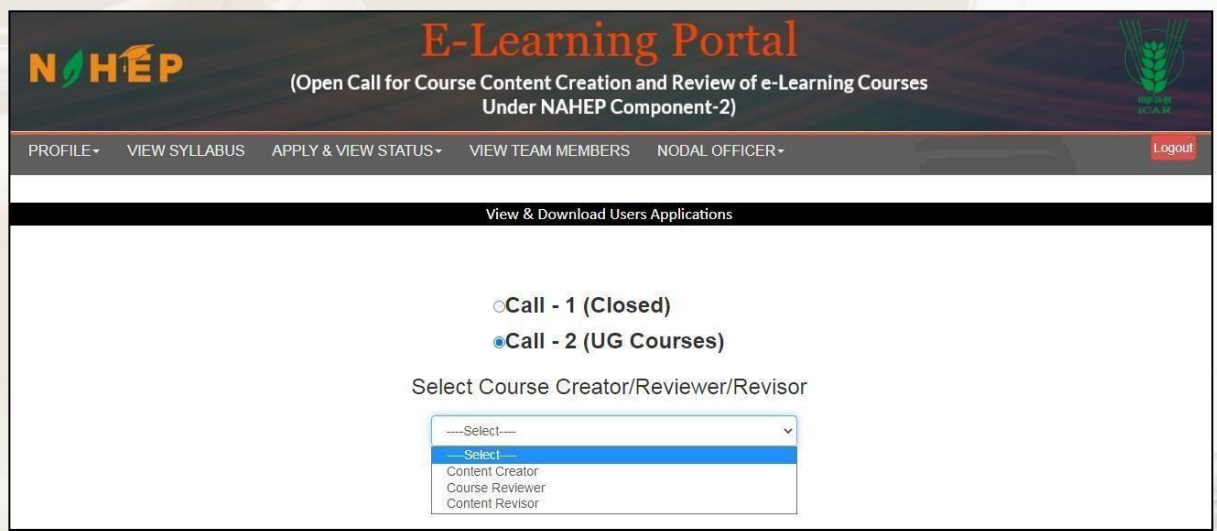 E-Learning Portal
NAHEP
(Open Call for Course Content Creation and Review of e-Learning Courses
Under NAHEP Component-2)
ICAR
PROFILE VIEW SYLLABUS APPLY & VIEW STATUS VIEW TEAM MEMBERS NODAL OFFICER Logout
View & Download Users Applications
Call - 1 (Closed)
Call - 2 (UG Courses)
Select Course Creator/Reviewer/Revisor
----Select----
----Select----
Content Creator
Course Reviewer
Content Revisor